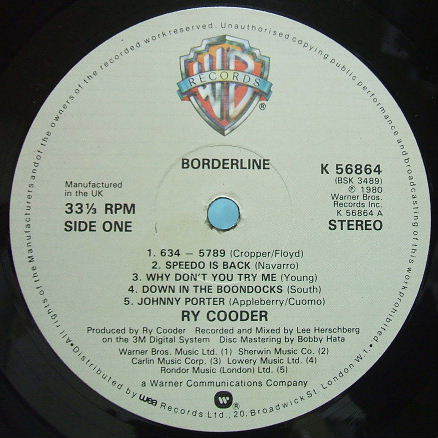 of the Manufacturers and of the owners of the recorded work reserved. Unauthorised copying public performance and broadcasting of this work prohibited
RECORDS
®
BORDERLINE
K 56864
(BSK 3489)
℗ 1980
Warner Bros.
Records Inc.
K 56864 A
STEREO
Manufactured
in the UK
33⅓ RPM
SIDE ONE
1. 634 – 5789 (Cropper/Floyd)
2. SPEEDO IS BACK (Navarro)
3. WHY DON'T YOU TRY ME (Young)
4. DOWN IN THE BOONDOCKS (South)
5. JOHNNY PORTER (Appleberry/Cuomo)
RY COODER
Produced by Ry Cooder Recorded and Mixed by Lee Herschberg
on the 3M Digital System Disc Mastering by Bobby Hata
Warner Bros. Music Ltd. (1) Sherwin Music Co. (2)
Carlin Music Corp. (3) Lowery Music Ltd. (4)
Rondor Music (London) Ltd. (5)
a Warner Communications Company
• All rights
• Distributed by wea Records Ltd., 20, Broadwick St. London W1 •